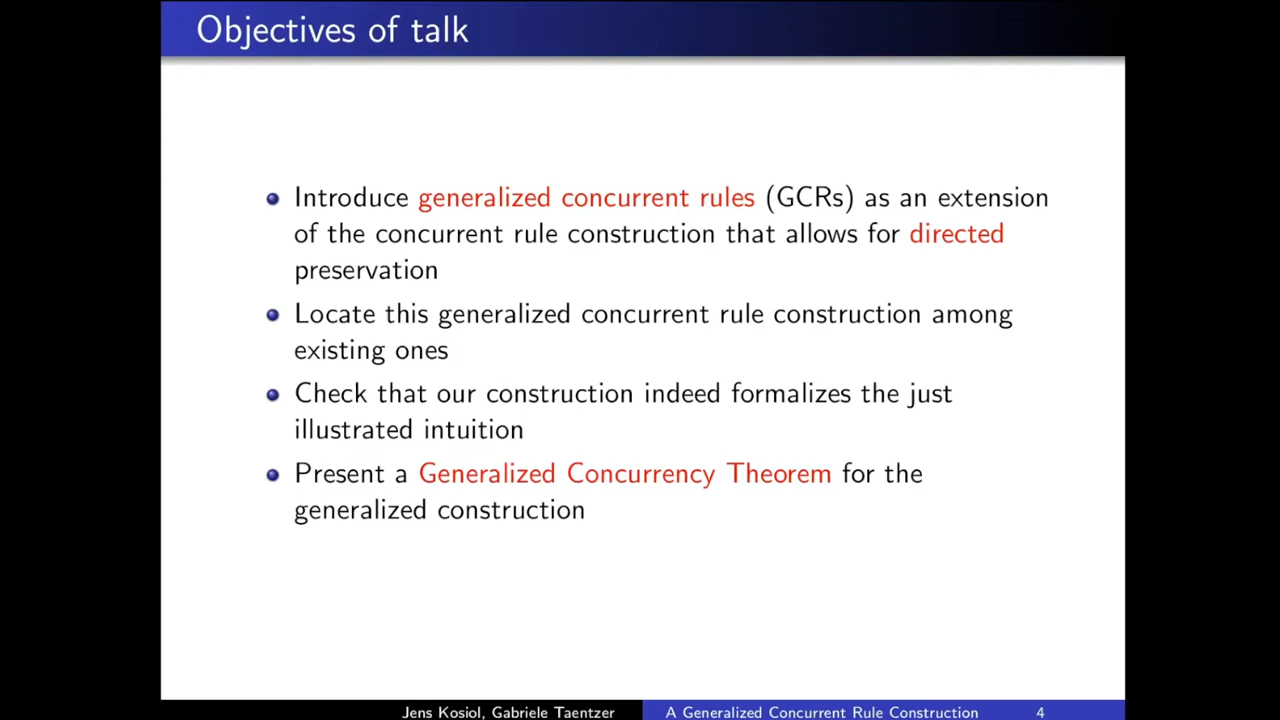 Objectives of talk
Introduce generalized concurrent rules (GCRs) as an extension
of the concurrent rule construction that allows for directed
preservation
Locate this generalized concurrent rule construction among
existing ones
Check that our construction indeed formalizes the just
illustrated intuition
Present a Generalized Concurrency Theorem for the
generalized construction
Jens Kosiol, Gabriele Taentzer A Generalized Concurrent Rule Construction 4